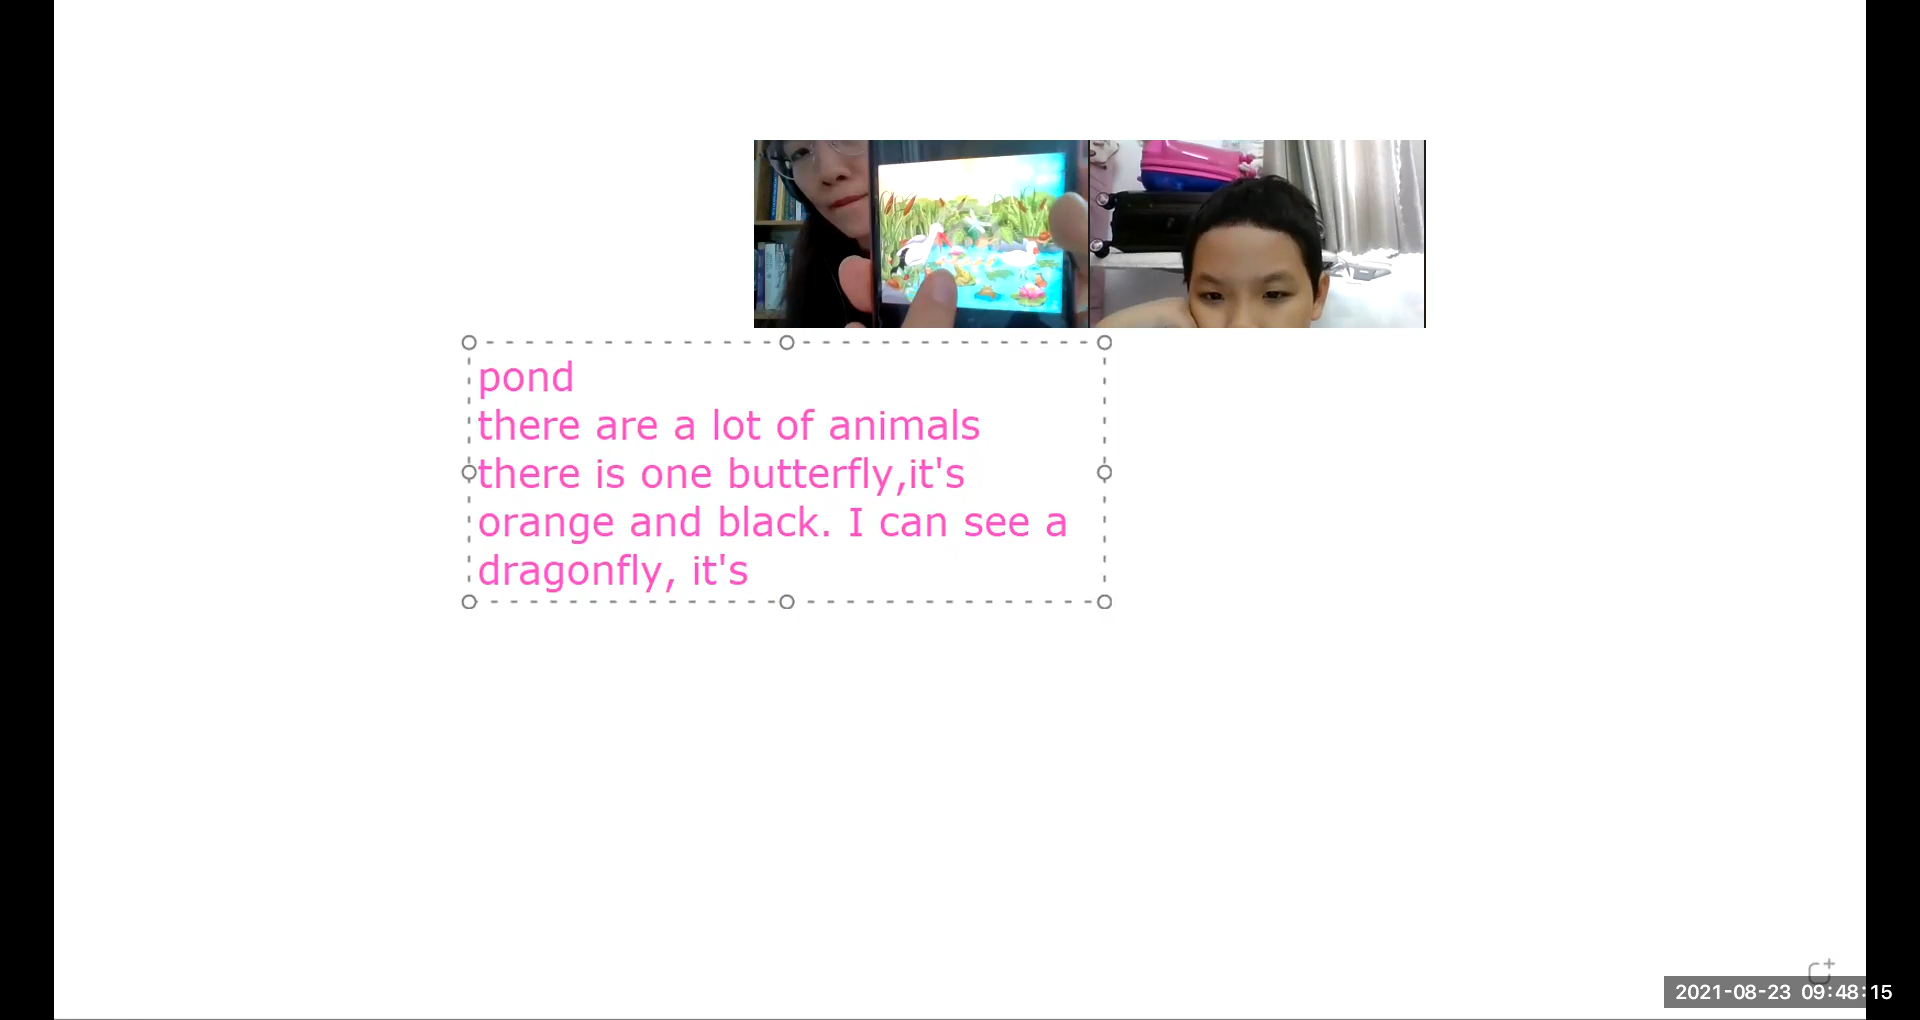 pond
there are a lot of animals
there is one butterfly,it's
orange and black. I can see a
dragonfly, it's
2021-08-23 09:48:15